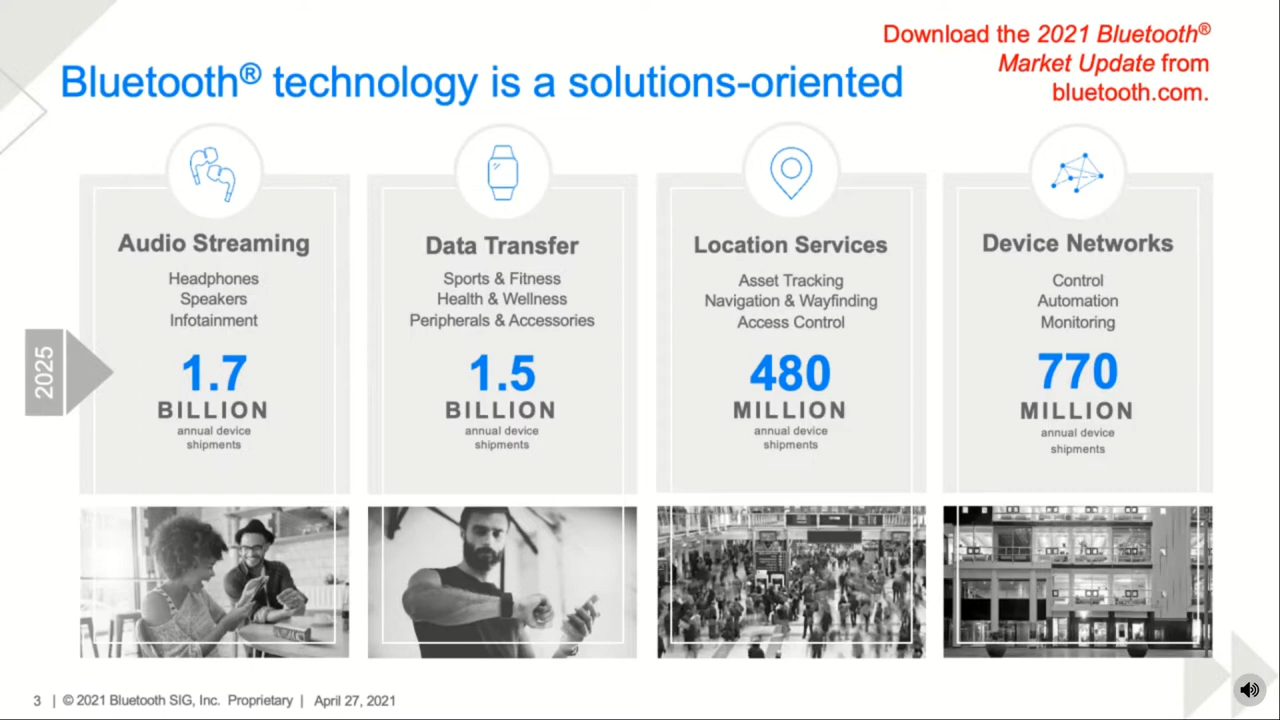 Download the 2021 Bluetooth®
Market Update from
bluetooth.com.
Bluetooth® technology is a solutions-oriented
Audio Streaming
Headphones
Speakers
Infotainment
1.7
BILLION
annual device
shipments
Data Transfer
Sports & Fitness
Health & Wellness
Peripherals & Accessories
1.5
BILLION
annual device
shipments
Location Services
Asset Tracking
Navigation & Wayfinding
Access Control
480
MILLION
annual device
shipments
Device Networks
Control
Automation
Monitoring
770
MILLION
annual device
shipments
2025
3 | © 2021 Bluetooth SIG, Inc. Proprietary | April 27, 2021